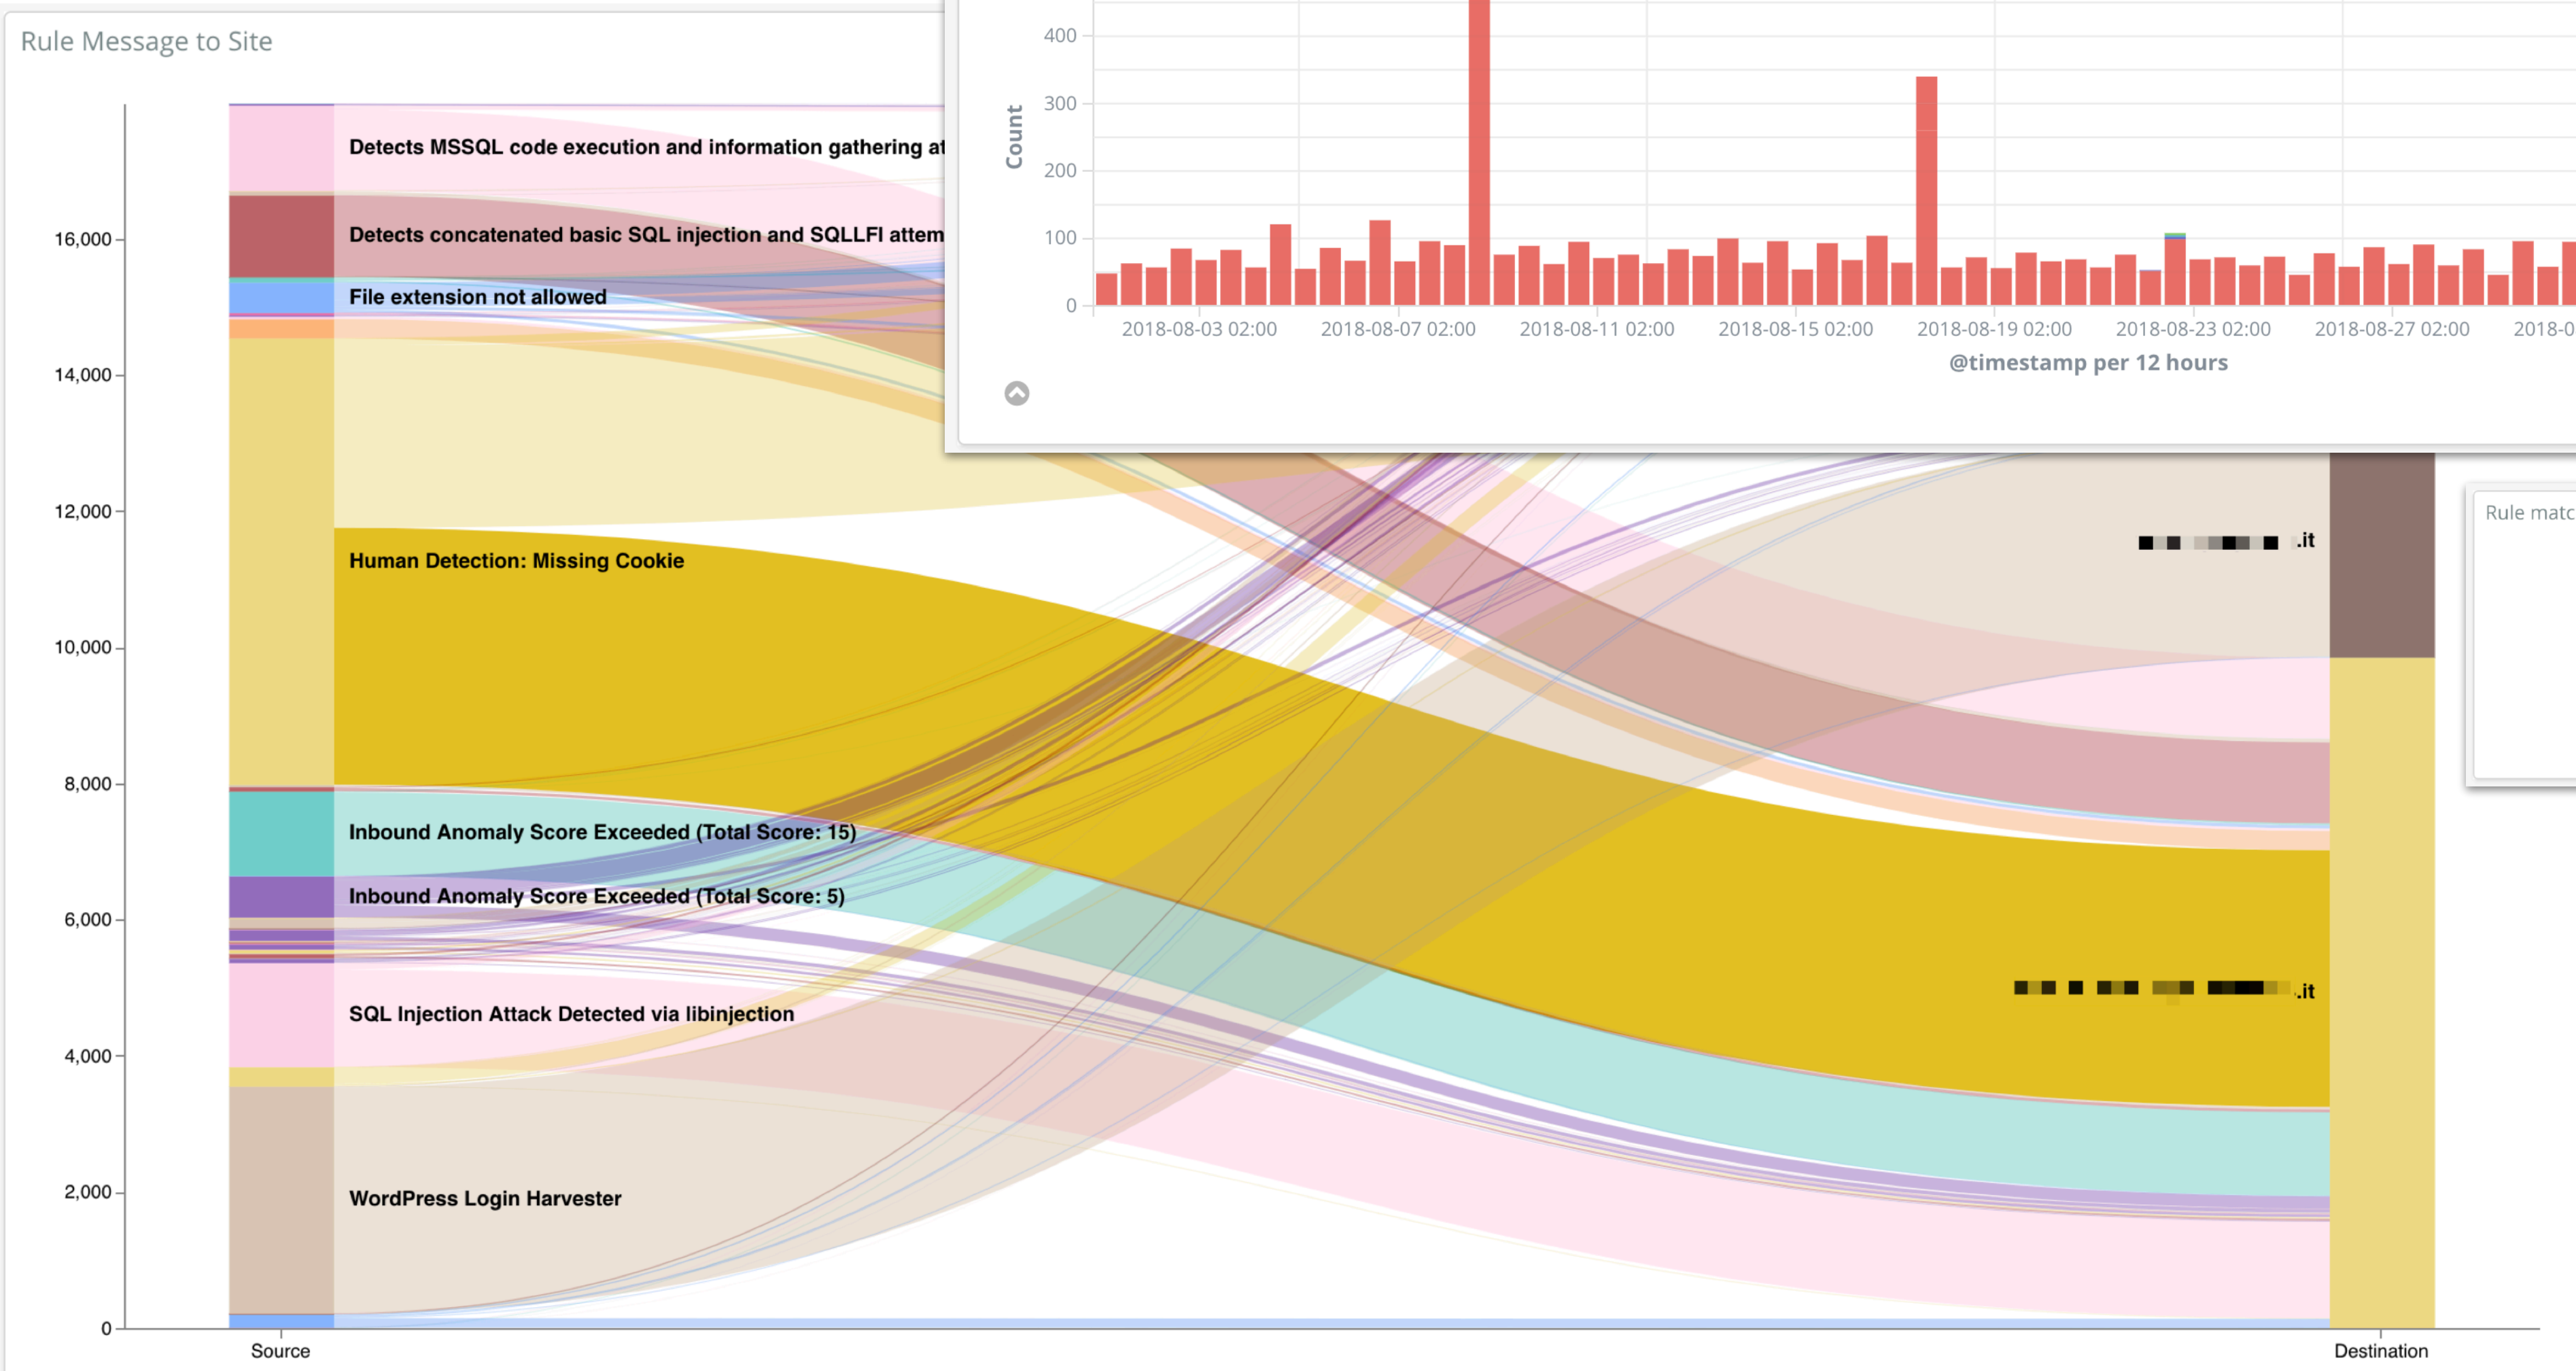 Rule Message to Site
16,000
14,000
12,000
10,000
8,000
6,000
4,000
2,000
0
Detects MSSQL code execution and information gathering at
Detects concatenated basic SQL injection and SQLLFI attem
File extension not allowed
Human Detection: Missing Cookie
Inbound Anomaly Score Exceeded (Total Score: 15)
Inbound Anomaly Score Exceeded (Total Score: 5)
SQL Injection Attack Detected via libinjection
WordPress Login Harvester
Source
Destination
.it
.it
Count
400
300
200
100
0
2018-08-03 02:00
2018-08-07 02:00
2018-08-11 02:00
2018-08-15 02:00
2018-08-19 02:00
2018-08-23 02:00
2018-08-27 02:00
2018-0
@timestamp per 12 hours
Rule matc